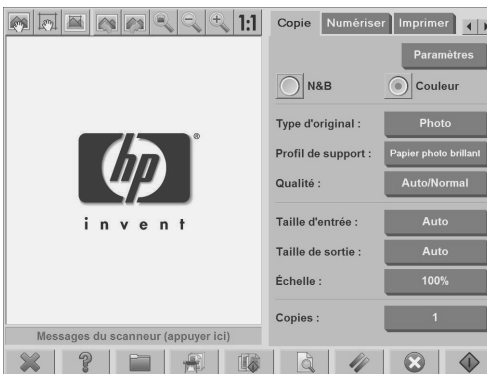 1:1
Copie
Numériser
Imprimer
Paramètres
N&B
Couleur
Type d'original :
Photo
Profil de support :
Papier photo brillant
Qualité :
Auto/Normal
Taille d'entrée :
Auto
Taille de sortie :
Auto
Échelle :
100%
Copies :
1
hp
®
invent
Messages du scanneur (appuyer ici)
?